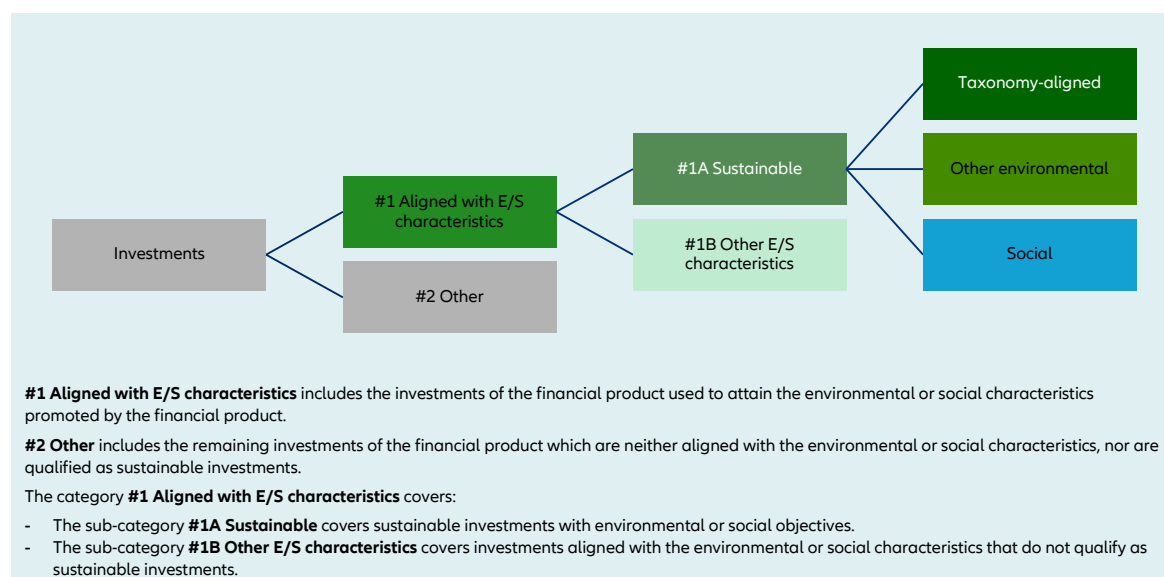 Taxonomy-aligned
#1A Sustainable
Other environmental
#1 Aligned with E/S
characteristics
Investments
#1B Other E/S
characteristics
Social
#2 Other
#1 Aligned with E/S characteristics includes the investments of the financial product used to attain the environmental or social characteristics
promoted by the financial product.
#2 Other includes the remaining investments of the financial product which are neither aligned with the environmental or social characteristics, nor are
qualified as sustainable investments.
The category #1 Aligned with E/S characteristics covers:
- The sub-category #1A Sustainable covers sustainable investments with environmental or social objectives.
- The sub-category #1B Other E/S characteristics covers investments aligned with the environmental or social characteristics that do not qualify as
sustainable investments.